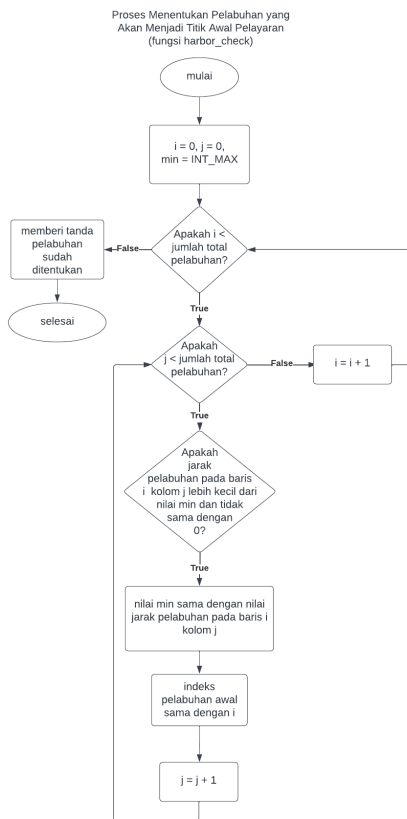 Proses Menentukan Pelabuhan yang
Akan Menjadi Titik Awal Pelayaran
(fungsi harbor_check)
mulai
i = 0, j = 0,
min = INT_MAX
Apakah i <
jumlah total
pelabuhan?
False
memberi tanda
pelabuhan
sudah
ditentukan
selesai
True
Apakah
j < jumlah total
pelabuhan?
False
i = i + 1
True
Apakah
jarak
pelabuhan pada baris
i kolom j lebih kecil dari
nilai min dan tidak
sama dengan
0?
True
nilai min sama dengan nilai
jarak pelabuhan pada baris i
kolom j
indeks
pelabuhan awal
sama dengan i
j = j + 1